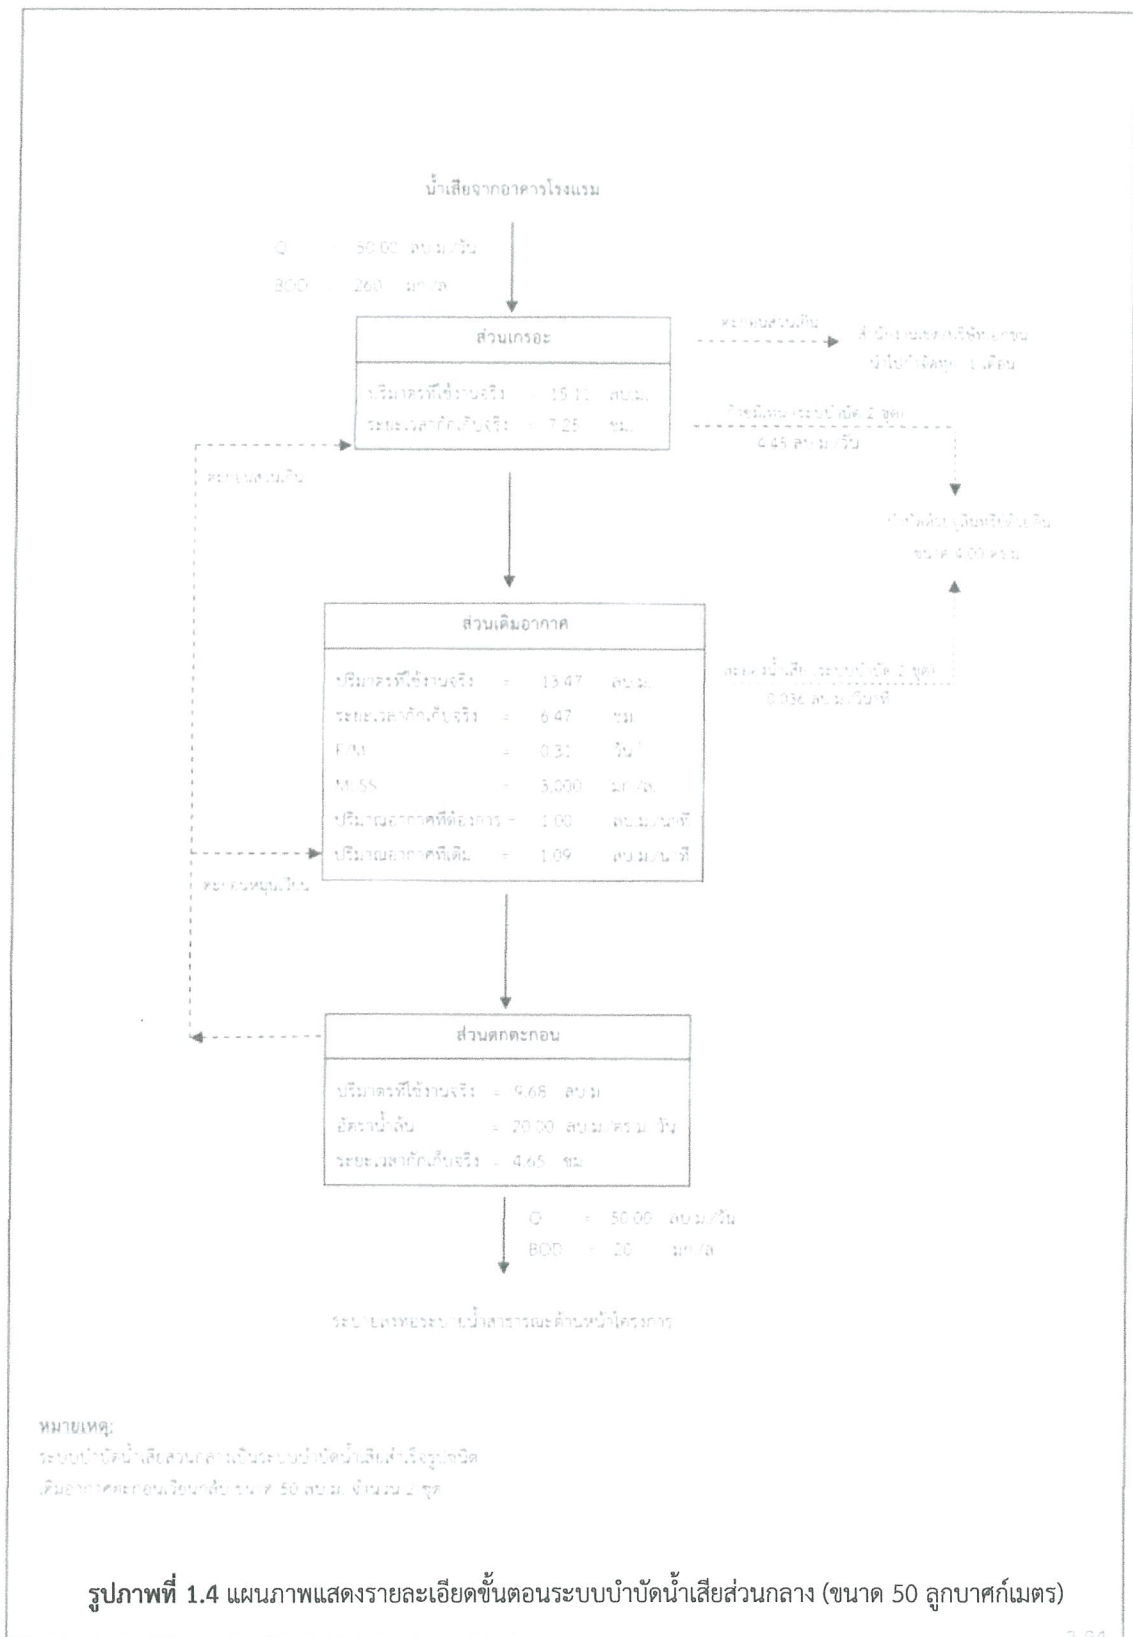 น้ำเสียจากอาคารโรงแรม
Q = 50.00 ลบ.ม./วัน
BOD = 260 มก./ล
ส่วนเกรอะ
ปริมาตรที่ใช้งานจริง = 15.11 ลบ.ม.
ระยะเวลากักเก็บจริง = 7.25 ชม.
ตะกอนส่วนเกิน
สำนักงานเขต/บริษัทเอกชน
นำไปกำจัดทุก 1 เดือน
ก๊าซมีเทน (ระบบบำบัด 2 ชุด)
4.45 ลบ.ม./วัน
ตะกอนส่วนเกิน
บำบัดด้วยจุลินทรีย์ในดิน
ขนาด 4.00 ตร.ม.
ส่วนเติมอากาศ
ปริมาตรที่ใช้งานจริง = 13.47 ลบ.ม.
ระยะเวลากักเก็บจริง = 6.47 ชม.
F/M = 0.31 วัน
MLSS = 3,000 มก./ล.
ปริมาณอากาศที่ต้องการ = 1.00 ลบ.ม./นาที
ปริมาณอากาศที่เติม = 1.09 ลบ.ม./นาที
ละอองน้ำเสีย (ระบบบำบัด 2 ชุด)
0.036 ลบ.ม./วินาที
ตะกอนหมุนเวียน
ส่วนตกตะกอน
ปริมาตรที่ใช้งานจริง = 9.68 ลบ.ม
อัตราน้ำล้น = 20.00 ลบ.ม/ตร.ม. วัน
ระยะเวลากักเก็บจริง = 4.65 ชม.
Q = 50.00 ลบ.ม./วัน
BOD = 20 มก./ล
ระบายลงท่อระบายน้ำสาธารณะด้านหน้าโครงการ
หมายเหตุ:
ระบบบำบัดน้ำเสียส่วนกลางเป็นระบบบำบัดน้ำเสียสำเร็จรูปชนิด
เติมอากาศตะกอนเวียนกลับ ขนาด 50 ลบ.ม. จำนวน 2 ชุด
รูปภาพที่ 1.4 แผนภาพแสดงรายละเอียดขั้นตอนระบบบำบัดน้ำเสียส่วนกลาง (ขนาด 50 ลูกบาศก์เมตร)